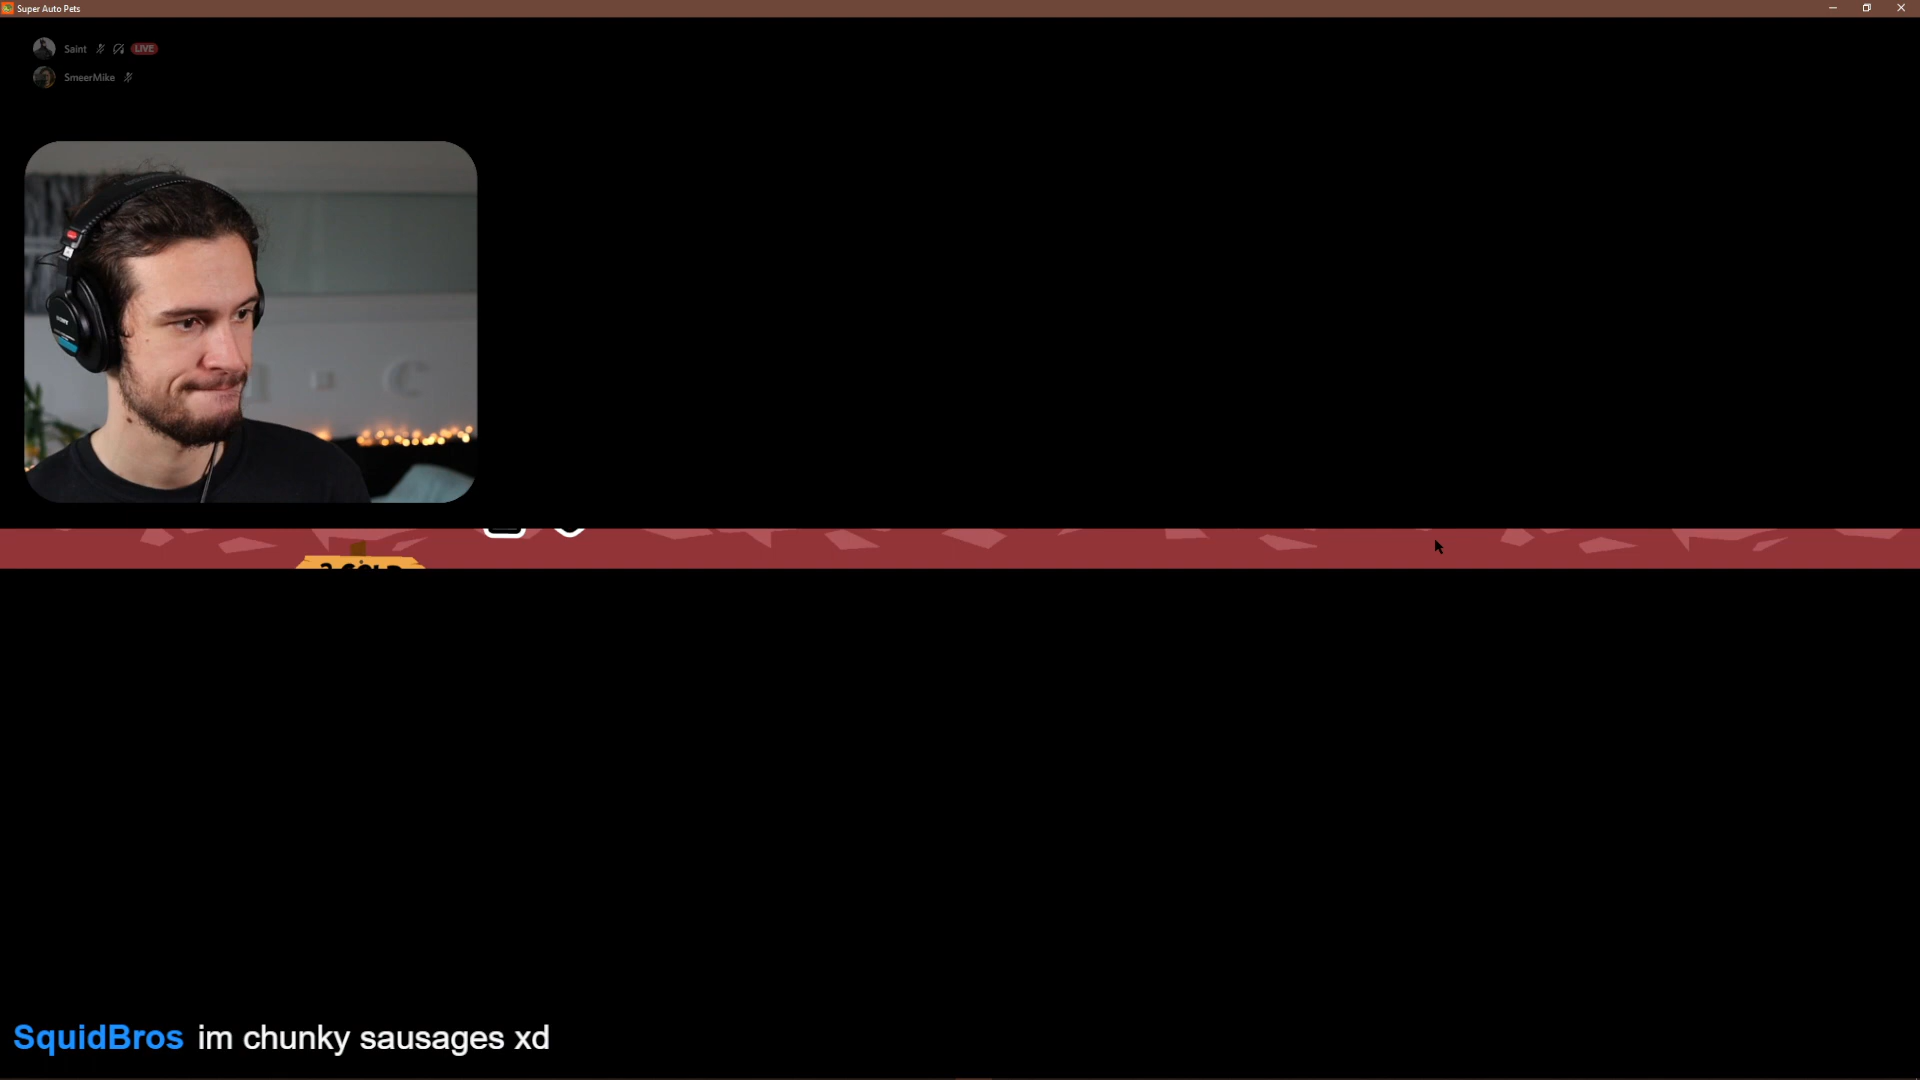 Super Auto Pets
Saint LIVE
SmeerMike
SquidBros im chunky sausages xd